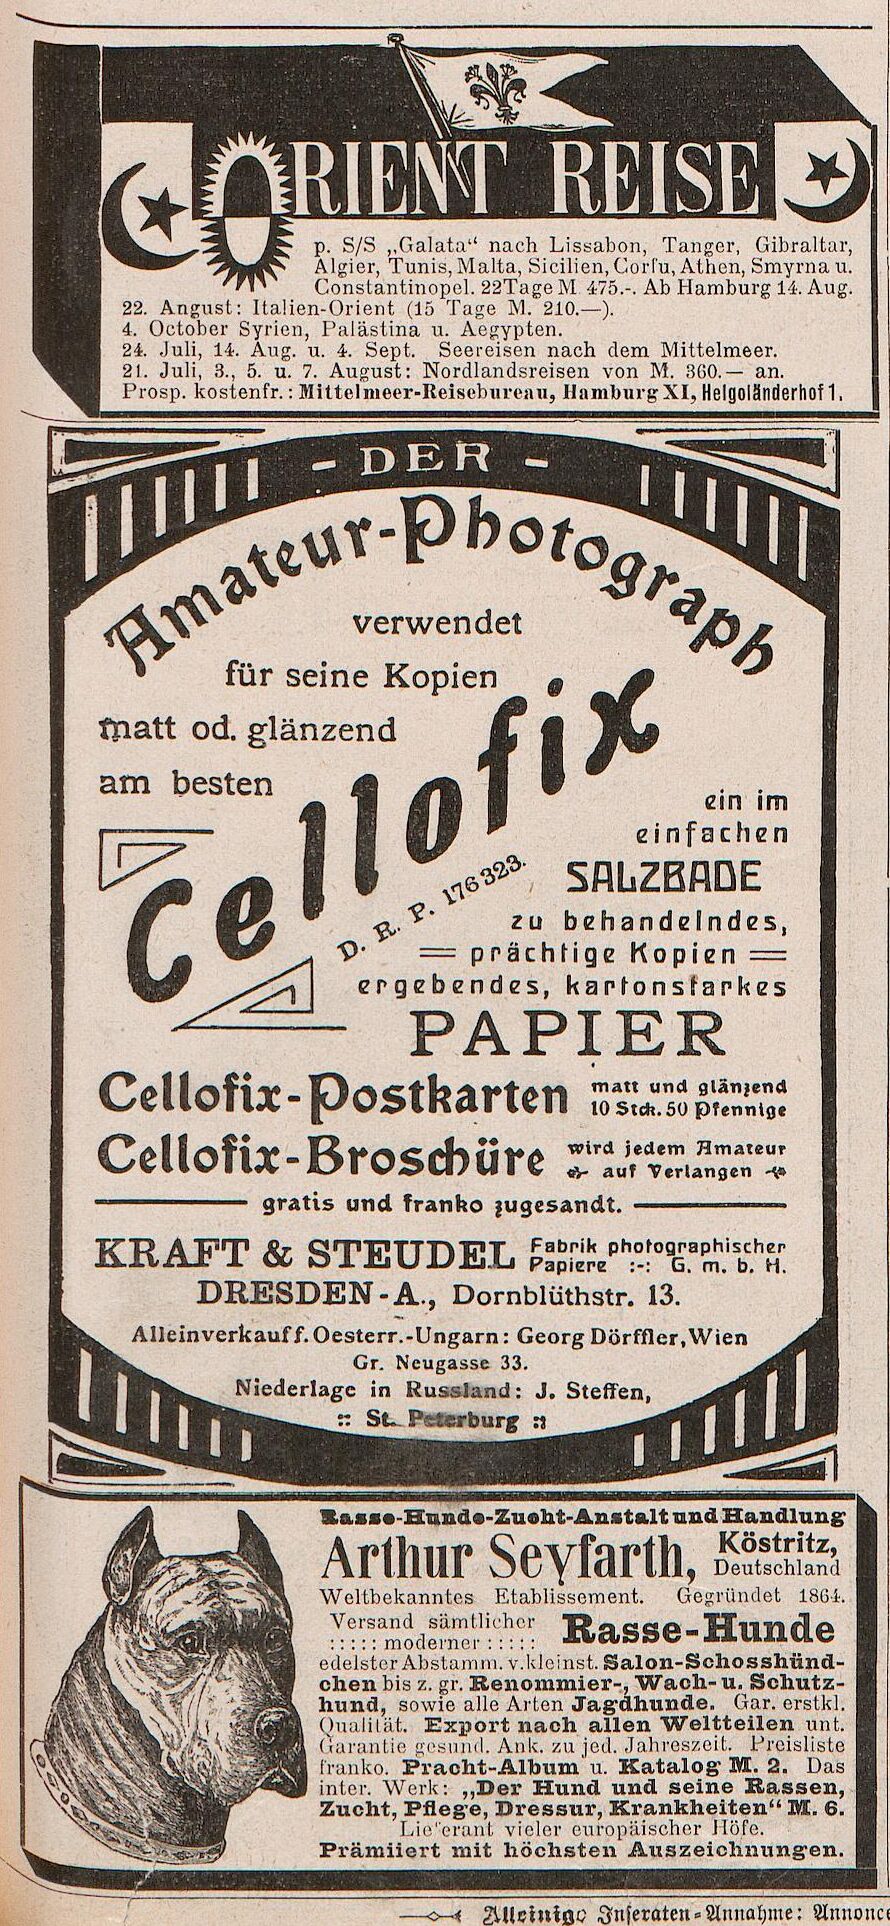 ORIENT REISE
p. S/S „Galata“ nach Lissabon, Tanger, Gibraltar,
Algier, Tunis, Malta, Sicilien, Corfu, Athen, Smyrna u.
Constantinopel. 22 Tage M 475.-. Ab Hamburg 14. Aug.
22. Angust: Italien-Orient (15 Tage M. 210.—).
4. October Syrien, Palästina u. Aegypten.
24. Juli, 14. Aug. u. 4. Sept. Seereisen nach dem Mittelmeer.
21. Juli, 3., 5. u. 7. August: Nordlandsreisen von M. 360.— an.
Prosp. kostenfr.: Mittelmeer-Reisebureau, Hamburg XI, Helgoländerhof 1.
- DER -
Amateur-Photograph
verwendet
für seine Kopien
matt od. glänzend
am besten
Cellofix
D. R. P. 176 323.
ein im
einfachen
SALZBADE
zu behandelndes,
= prächtige Kopien =
ergebendes, kartonstarkes
PAPIER
Cellofix-Postkarten matt und glänzend
10 Stck. 50 Pfennige
Cellofix-Broschüre wird jedem Amateur
auf Verlangen
gratis und franko zugesandt.
KRAFT & STEUDEL Fabrik photographischer
Papiere :-: G. m. b. H.
DRESDEN-A., Dornblüthstr. 13.
Alleinverkauf f. Oesterr.-Ungarn: Georg Dörffler, Wien
Gr. Neugasse 33.
Niederlage in Russland: J. Steffen,
:: St. Peterburg ::
Rasse-Hunde-Zucht-Anstalt und Handlung
Arthur Seyfarth, Köstritz,
Deutschland
Weltbekanntes Etablissement. Gegründet 1864.
Versand sämtlicher
::::: moderner ::::: Rasse-Hunde
edelster Abstamm. v. kleinst. Salon-Schosshünd-
chen bis z. gr. Renommier-, Wach- u. Schutz-
hund, sowie alle Arten Jagdhunde. Gar. erstkl.
Qualität. Export nach allen Weltteilen unt.
Garantie gesund. Ank. zu jed. Jahreszeit. Preisliste
franko. Pracht-Album u. Katalog M. 2. Das
inter. Werk: „Der Hund und seine Rassen,
Zucht, Pflege, Dressur, Krankheiten“ M. 6.
Lieferant vieler europäischer Höfe.
Prämiiert mit höchsten Auszeichnungen.
Alleinige Inseraten-Annahme: Annonce